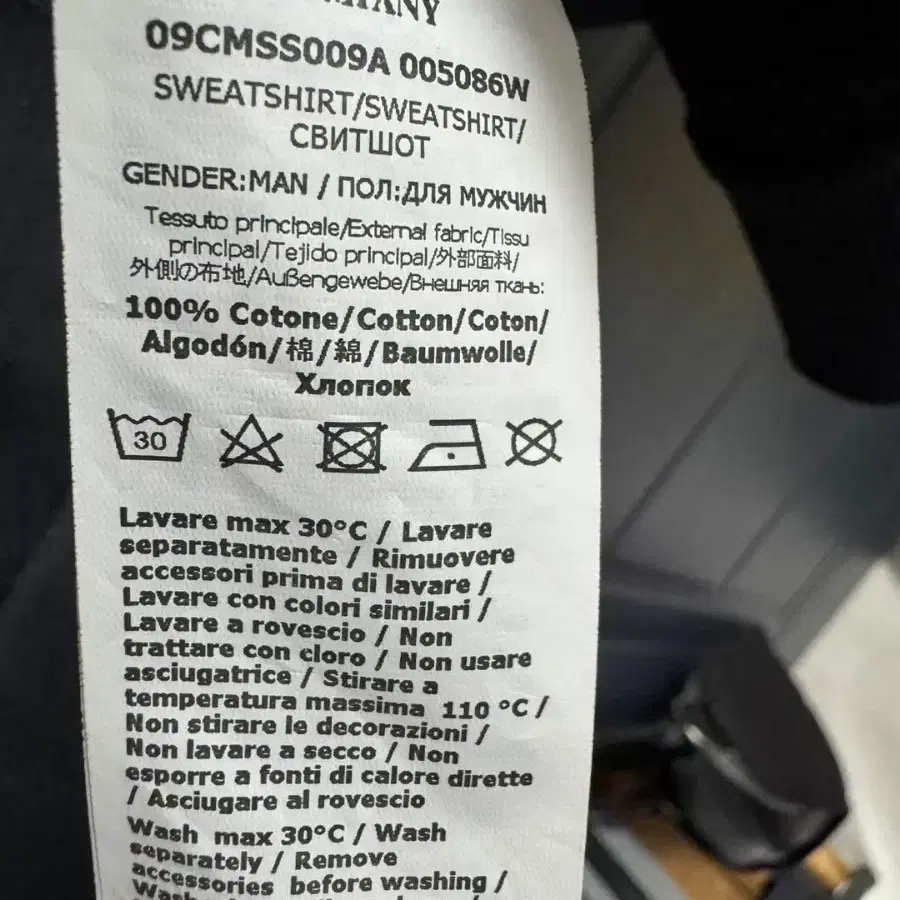 09CMSS009A 005086W
SWEATSHIRT/SWEATSHIRT/
СВИТШОТ
GENDER:MAN / ПОЛ:ДЛЯ МУЖЧИН
Tessuto principale/External fabric/Tissu
principal/Tejido principal/外部面料/
外側の布地/Außengewebe/Внешняя ткань:
100% Cotone/Cotton/Coton/
Algodón/棉/綿/Baumwolle/
Хлопок
30
Lavare max 30°C / Lavare
separatamente / Rimuovere
accessori prima di lavare /
Lavare con colori similari /
Lavare a rovescio / Non
trattare con cloro / Non usare
asciugatrice / Stirare a
temperatura massima 110 °C /
Non stirare le decorazioni /
Non lavare a secco / Non
esporre a fonti di calore dirette
/ Asciugare al rovescio
Wash max 30°C / Wash
separately / Remove
accessories before washing /